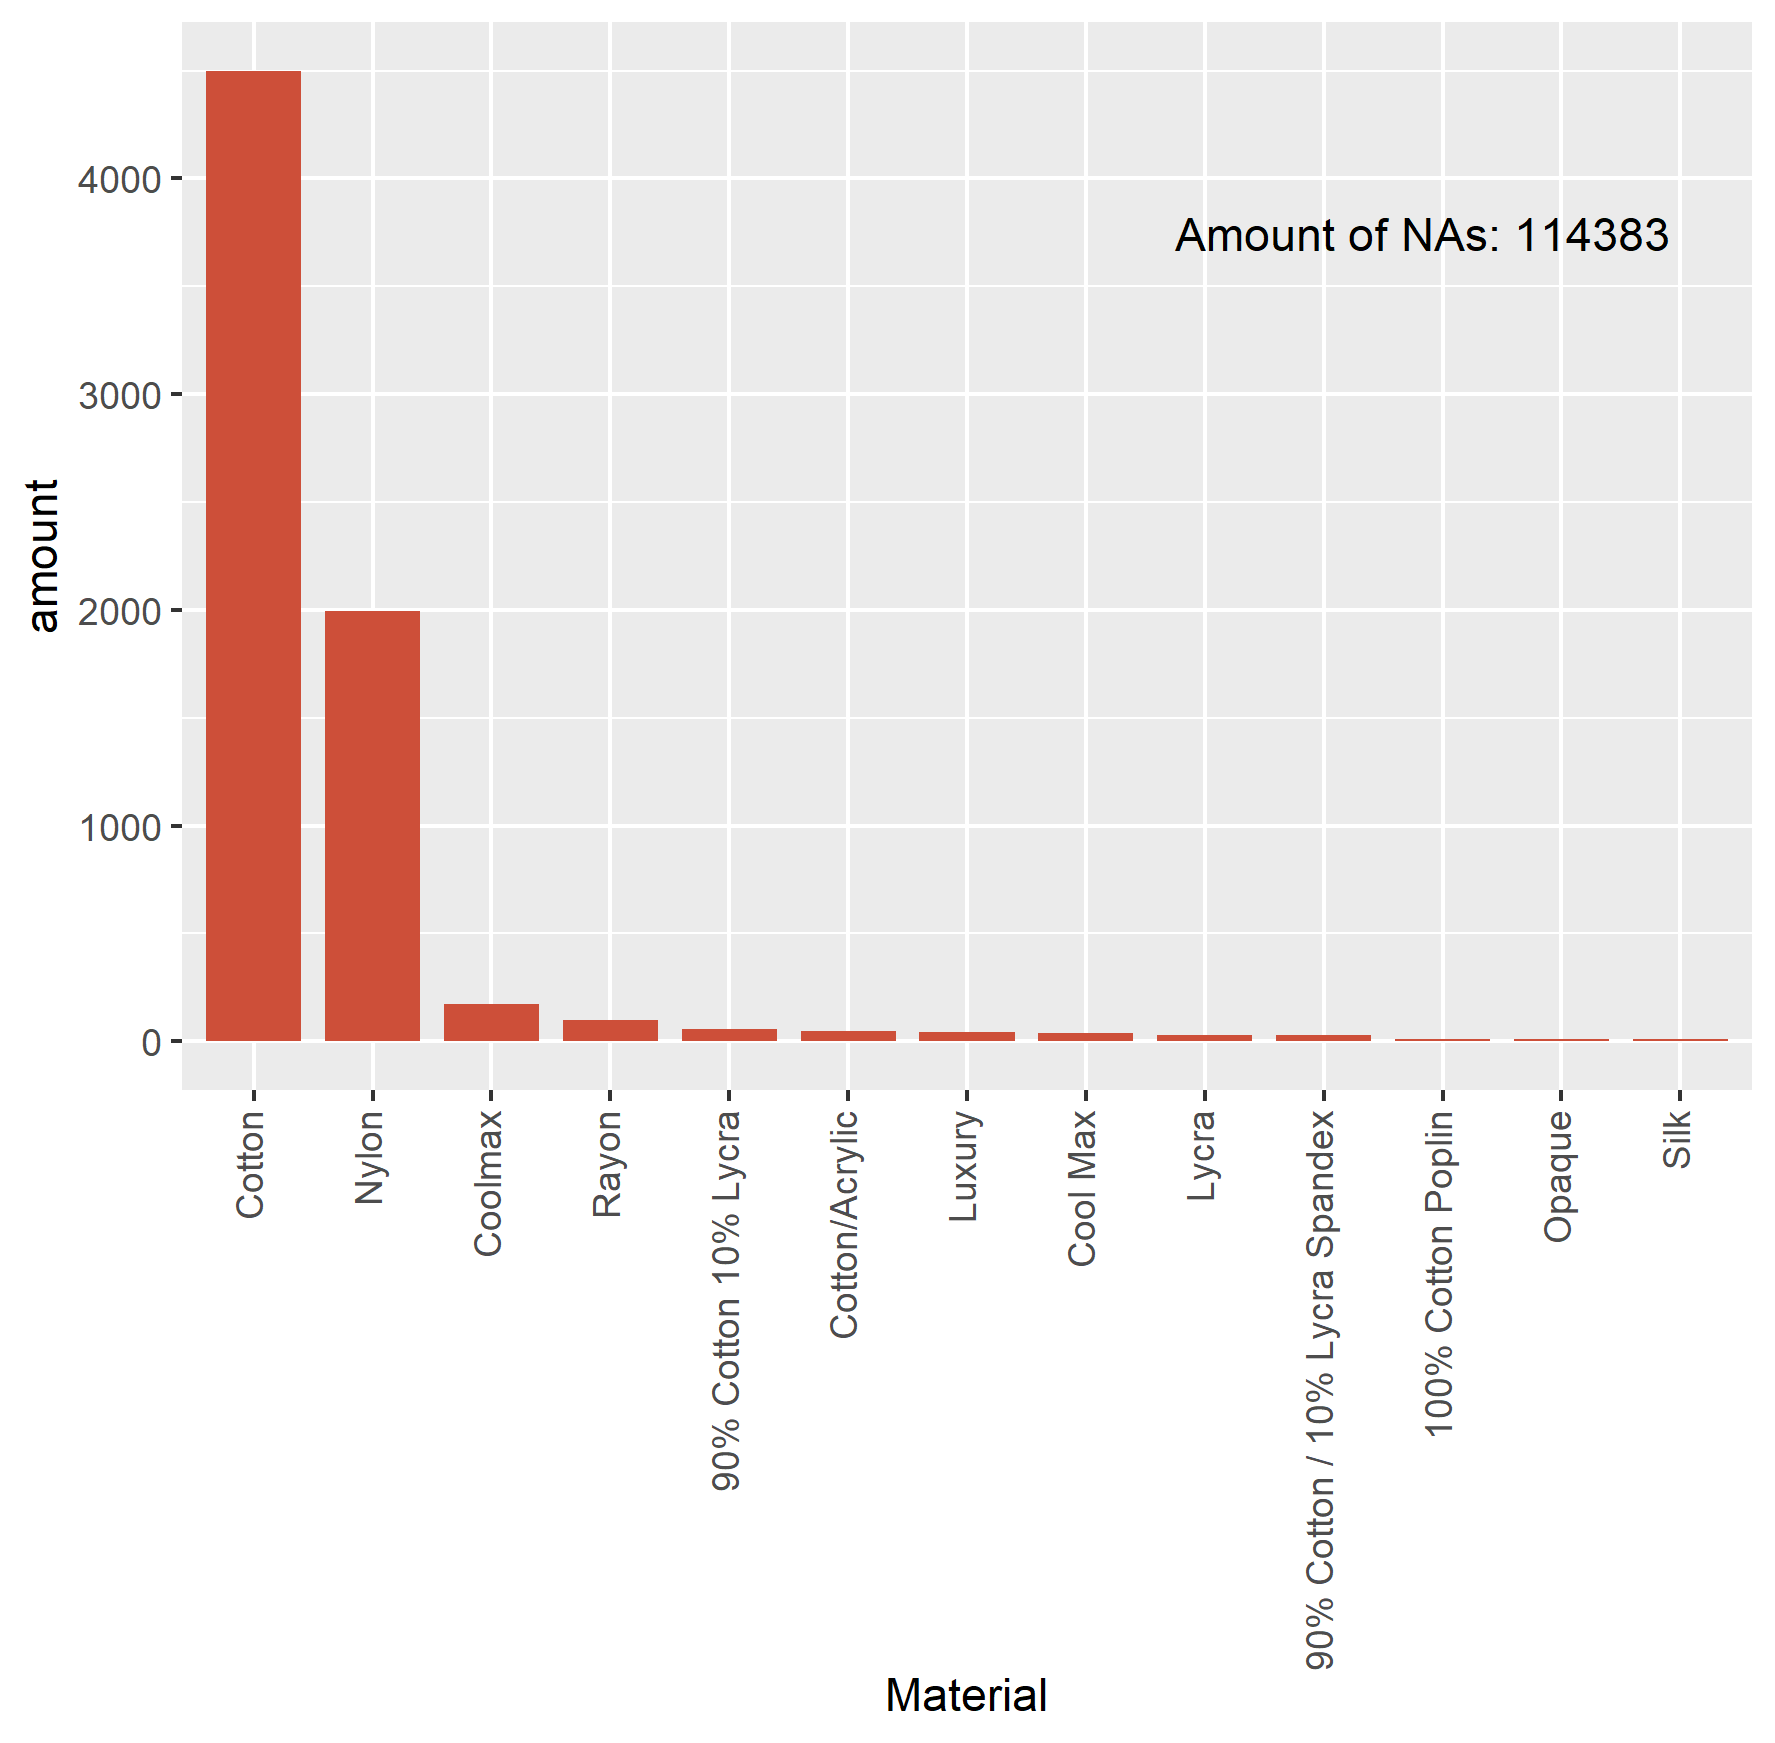 amount
4000
3000
2000
1000
0
Amount of NAs: 114383
Cotton
Nylon
Coolmax
Rayon
90% Cotton 10% Lycra
Cotton/Acrylic
Luxury
Cool Max
Lycra
90% Cotton / 10% Lycra Spandex
100% Cotton Poplin
Opaque
Silk
Material